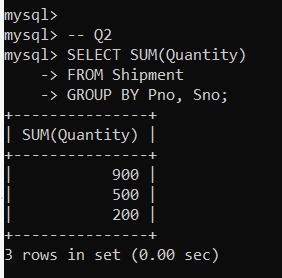 mysql>
mysql> -- Q2
mysql> SELECT SUM(Quantity)
    -> FROM Shipment
    -> GROUP BY Pno, Sno;
+---------------+
| SUM(Quantity) |
+---------------+
|           900 |
|           500 |
|           200 |
+---------------+
3 rows in set (0.00 sec)